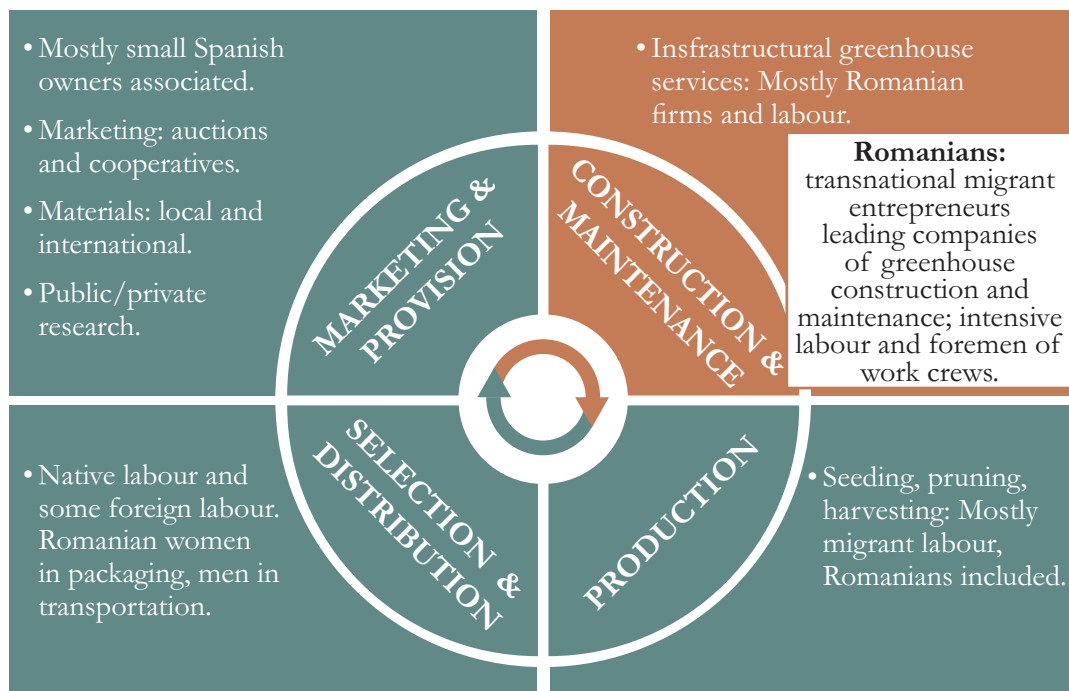 • Mostly small Spanish
owners associated.
• Marketing: auctions
and cooperatives.
• Materials: local and
international.
• Public/private
research.
MARKETING &
PROVISION
• Insfrastructural greenhouse
services: Mostly Romanian
firms and labour.
CONSTRUCTION &
MAINTENANCE
Romanians:
transnational migrant
entrepreneurs
leading companies
of greenhouse
construction and
maintenance; intensive
labour and foremen of
work crews.
• Native labour and
some foreign labour.
Romanian women
in packaging, men in
transportation.
SELECTION &
DISTRIBUTION
PRODUCTION
• Seeding, pruning,
harvesting: Mostly
migrant labour,
Romanians included.